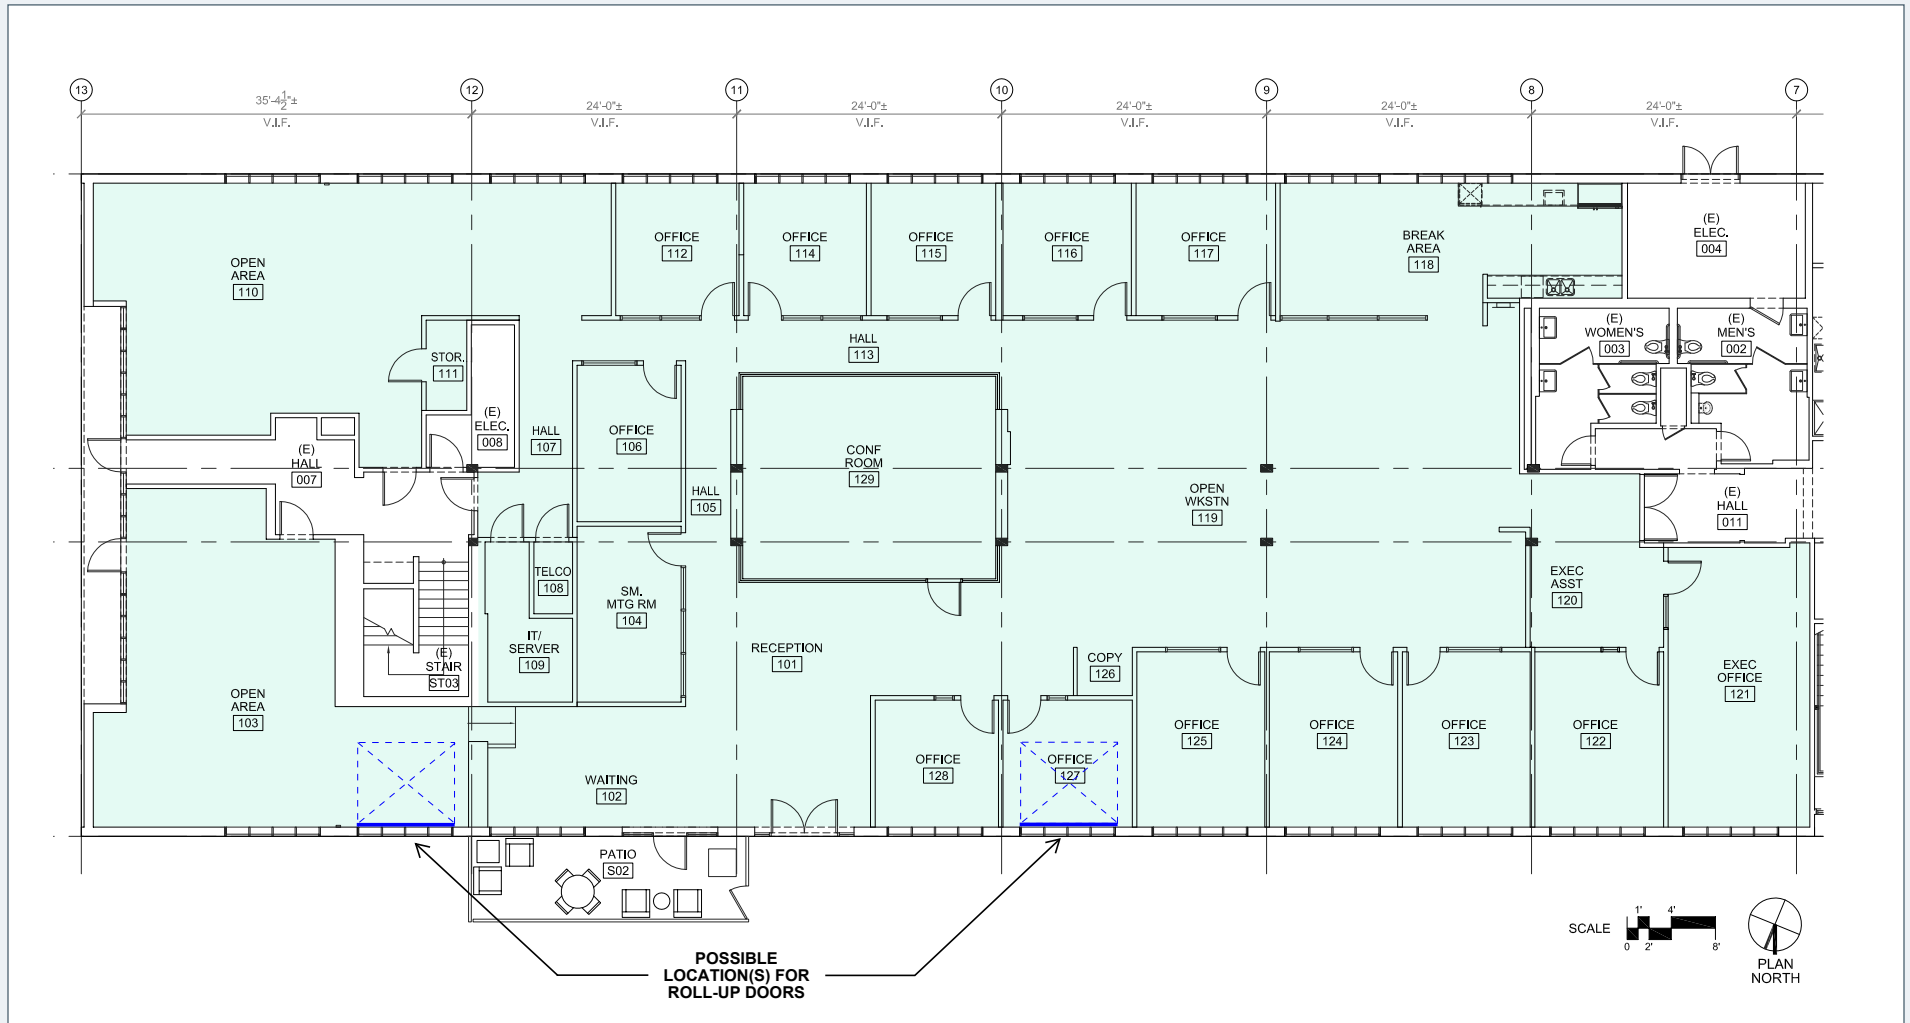 13
12
11
10
9
8
7
35'-4 1/2"±
24'-0"±
24'-0"±
24'-0"±
24'-0"±
24'-0"±
V.I.F.
V.I.F.
V.I.F.
V.I.F.
V.I.F.
V.I.F.
OPEN
AREA
110
OFFICE
112
OFFICE
114
OFFICE
115
OFFICE
116
OFFICE
117
BREAK
AREA
118
(E)
ELEC.
004
(E)
WOMEN'S
003
(E)
MEN'S
002
STOR.
111
(E)
ELEC.
008
HALL
113
HALL
107
OFFICE
106
(E)
HALL
007
CONF
ROOM
129
HALL
105
OPEN
WKSTN
119
(E)
HALL
011
TELCO
108
SM.
MTG RM
104
EXEC
ASST
120
IT/
SERVER
109
(E)
STAIR
ST03
RECEPTION
101
COPY
126
EXEC
OFFICE
121
OPEN
AREA
103
OFFICE
125
OFFICE
124
OFFICE
123
OFFICE
122
OFFICE
128
OFFICE
127
WAITING
102
PATIO
S02
POSSIBLE
LOCATION(S) FOR
ROLL-UP DOORS
SCALE
1'
4'
0
2'
8'
PLAN
NORTH